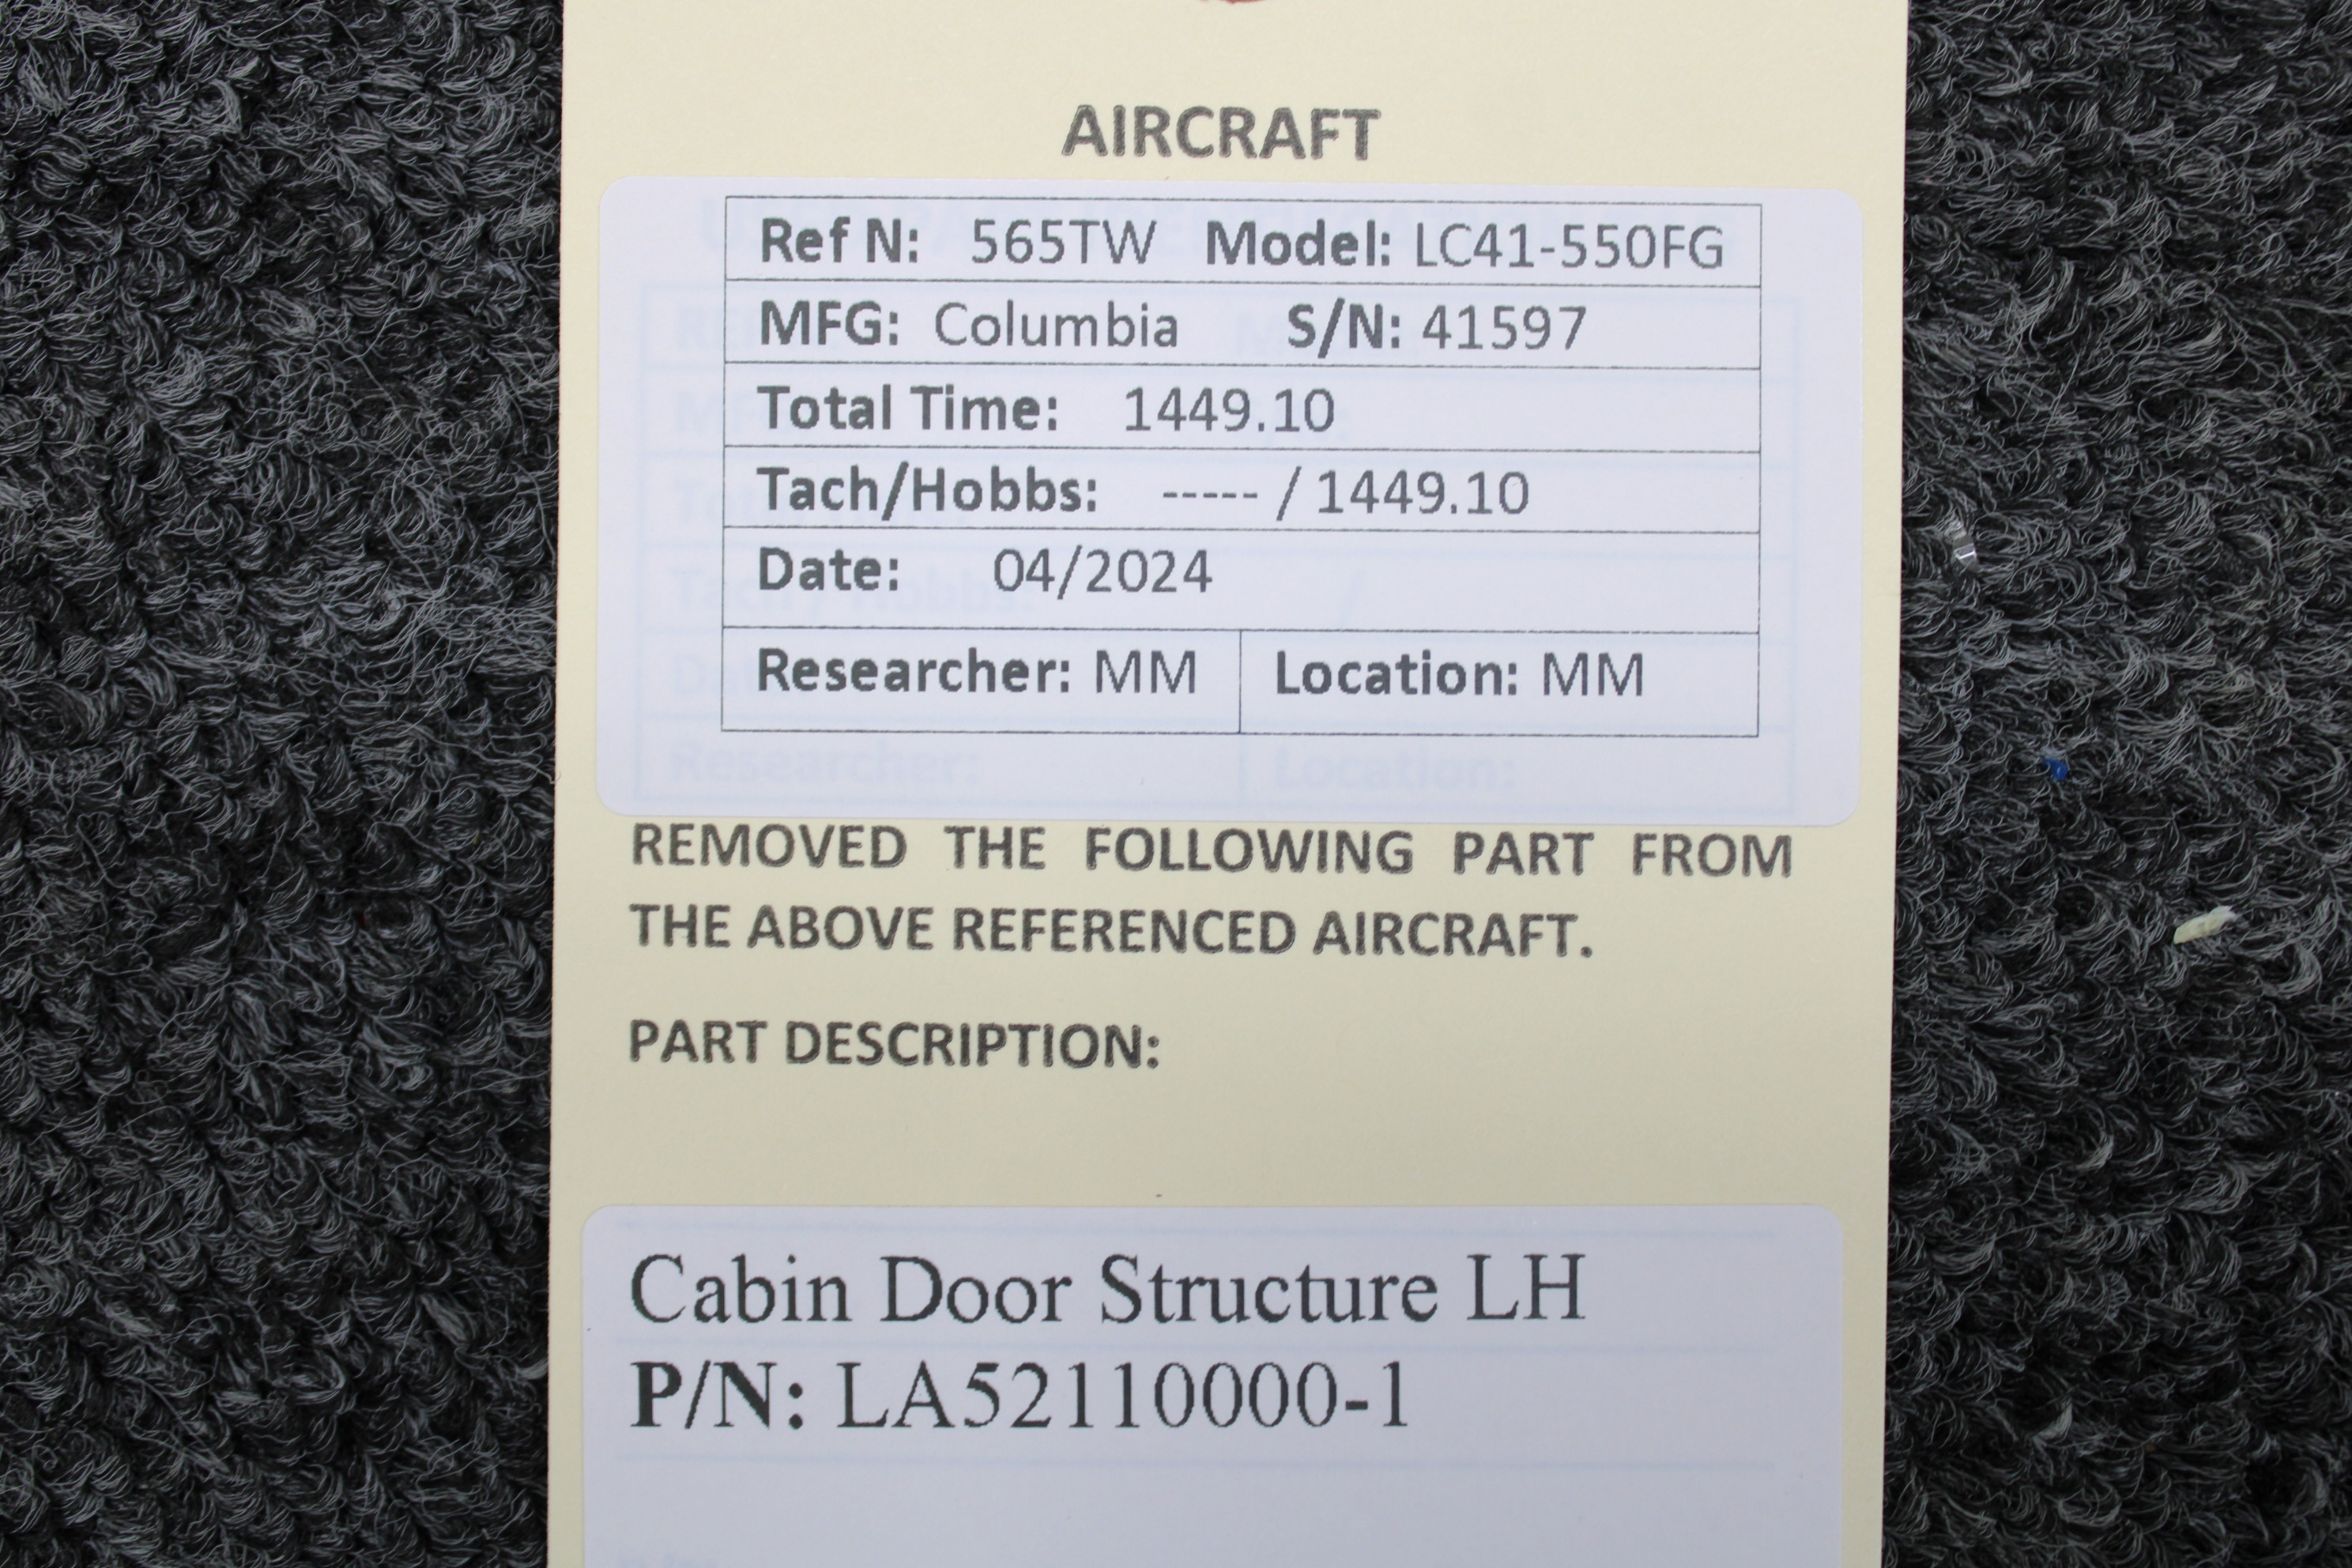 AIRCRAFT
Ref N: 565TW Model: LC41-550FG
MFG: Columbia S/N: 41597
Total Time: 1449.10
Tach/Hobbs: ----- / 1449.10
Date: 04/2024
Researcher: MM Location: MM
REMOVED THE FOLLOWING PART FROM
THE ABOVE REFERENCED AIRCRAFT.
PART DESCRIPTION:
Cabin Door Structure LH
P/N: LA52110000-1